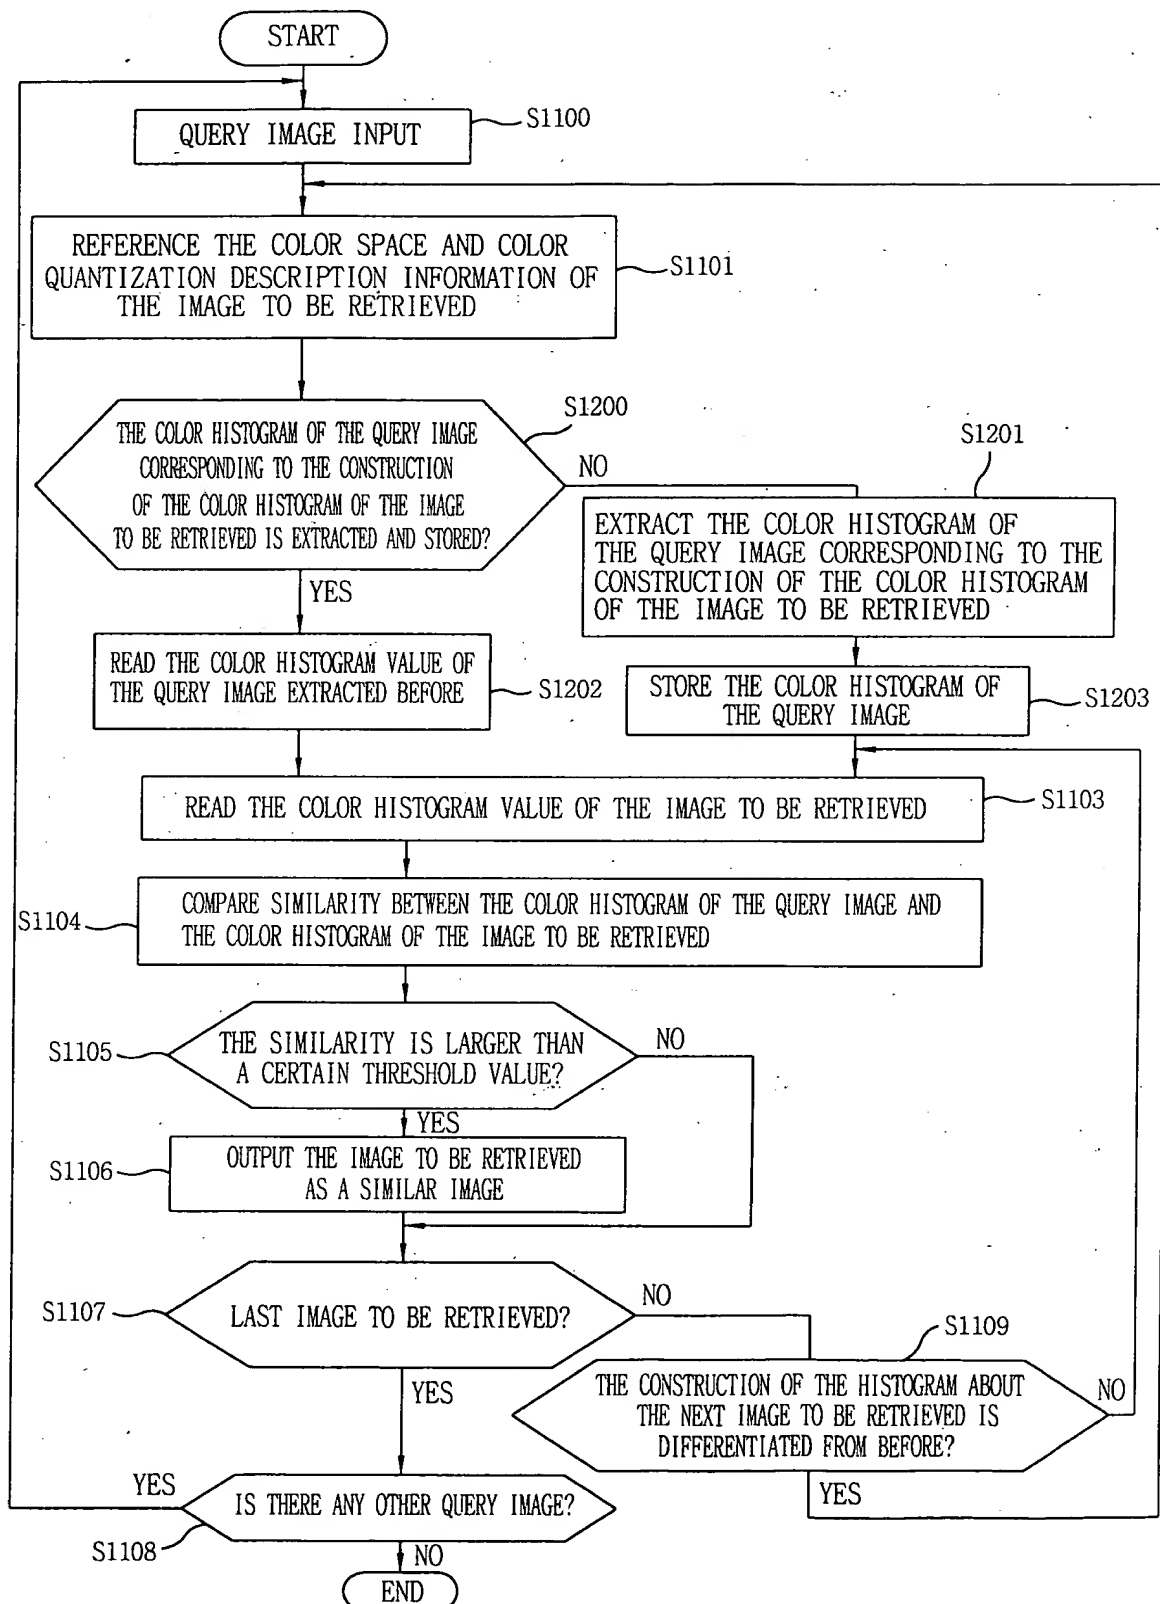 START
S1100
QUERY IMAGE INPUT
REFERENCE THE COLOR SPACE AND COLOR
QUANTIZATION DESCRIPTION INFORMATION OF
THE IMAGE TO BE RETRIEVED
S1101
S1200
THE COLOR HISTOGRAM OF THE QUERY IMAGE
CORRESPONDING TO THE CONSTRUCTION
OF THE COLOR HISTOGRAM OF THE IMAGE
TO BE RETRIEVED IS EXTRACTED AND STORED?
NO
YES
S1201
EXTRACT THE COLOR HISTOGRAM OF
THE QUERY IMAGE CORRESPONDING TO THE
CONSTRUCTION OF THE COLOR HISTOGRAM
OF THE IMAGE TO BE RETRIEVED
READ THE COLOR HISTOGRAM VALUE OF
THE QUERY IMAGE EXTRACTED BEFORE
S1202
STORE THE COLOR HISTOGRAM OF
THE QUERY IMAGE
S1203
READ THE COLOR HISTOGRAM VALUE OF THE IMAGE TO BE RETRIEVED
S1103
S1104
COMPARE SIMILARITY BETWEEN THE COLOR HISTOGRAM OF THE QUERY IMAGE AND
THE COLOR HISTOGRAM OF THE IMAGE TO BE RETRIEVED
S1105
THE SIMILARITY IS LARGER THAN
A CERTAIN THRESHOLD VALUE?
NO
YES
S1106
OUTPUT THE IMAGE TO BE RETRIEVED
AS A SIMILAR IMAGE
S1107
LAST IMAGE TO BE RETRIEVED?
NO
YES
S1109
THE CONSTRUCTION OF THE HISTOGRAM ABOUT
THE NEXT IMAGE TO BE RETRIEVED IS
DIFFERENTIATED FROM BEFORE?
NO
YES
YES
IS THERE ANY OTHER QUERY IMAGE?
S1108
NO
END